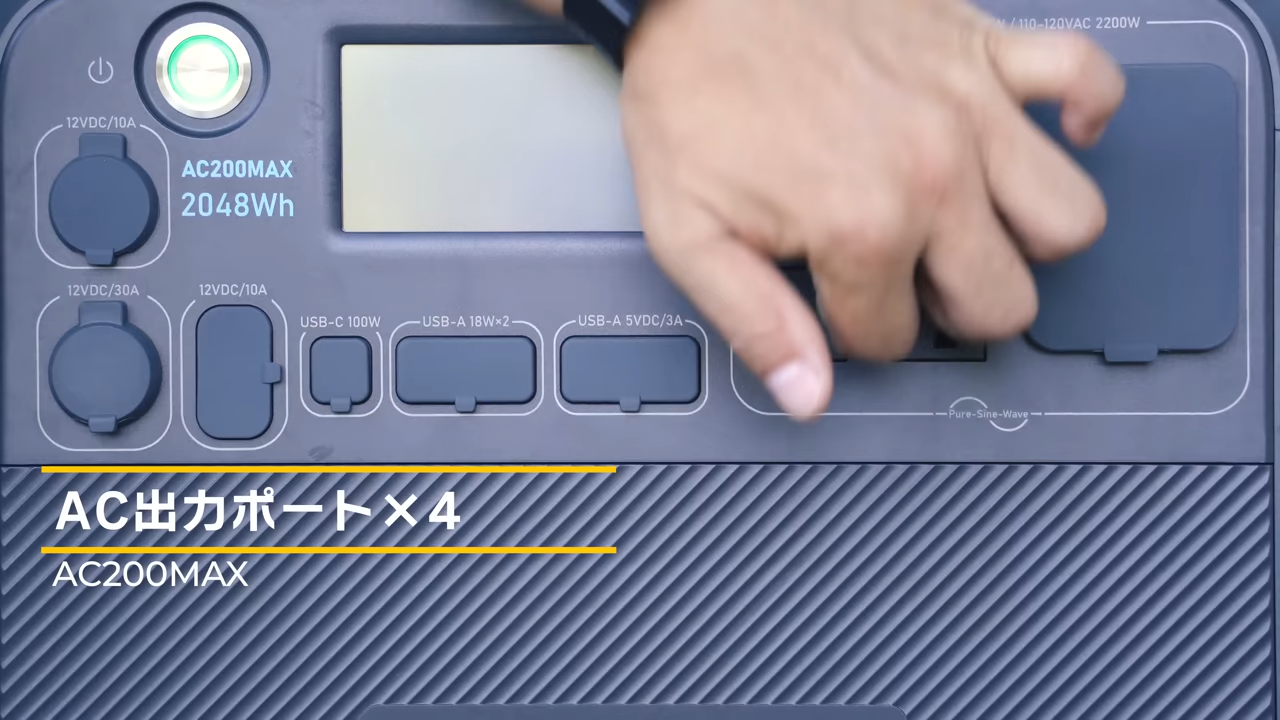 W / 110-120VAC 2200W
12VDC/10A
AC200MAX
2048Wh
12VDC/30A
12VDC/10A
USB-C 100W
USB-A 18W×2
USB-A 5VDC/3A
Pure-Sine-Wave
AC出力ポート×4
AC200MAX